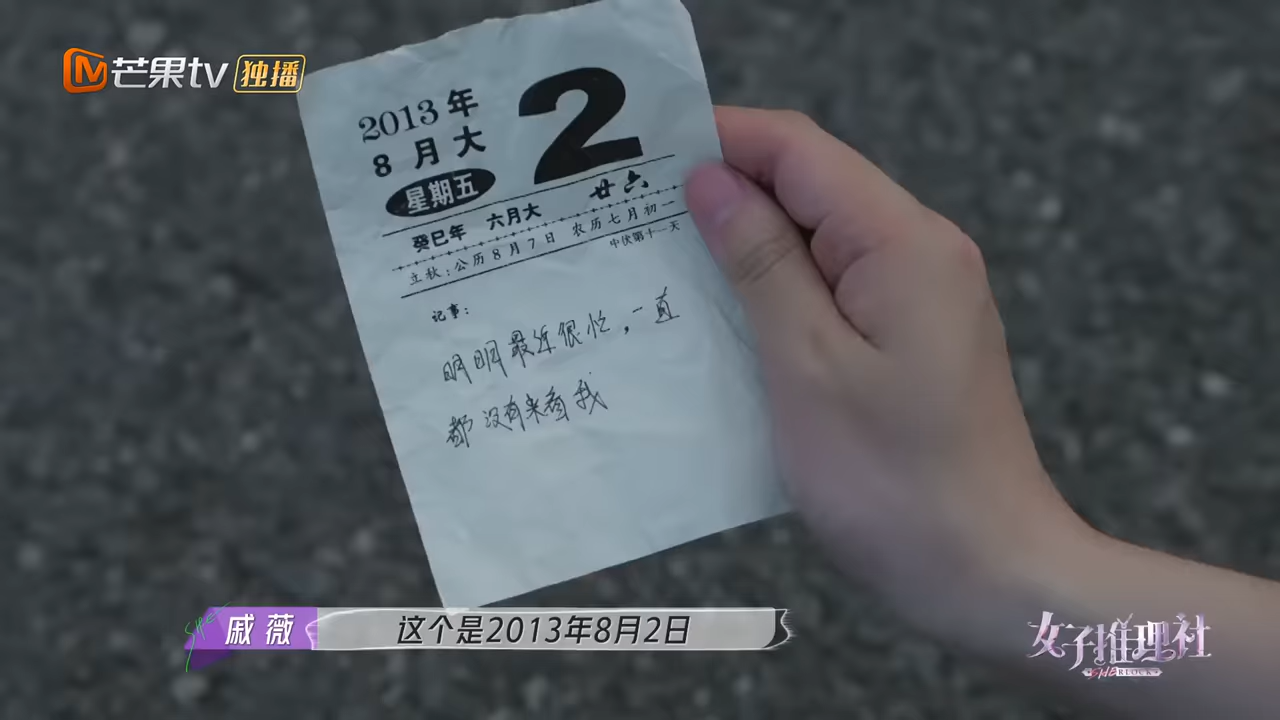 芒果tv 独播
2013年
8月大
2
星期五
癸巳年 六月大 廿六
立秋:公历8月7日 农历七月初一
中伏第十一天
记事:
明明最近很忙,一直
都没有来看我
戚薇 这个是2013年8月2日
女子推理社
SHERLOCK